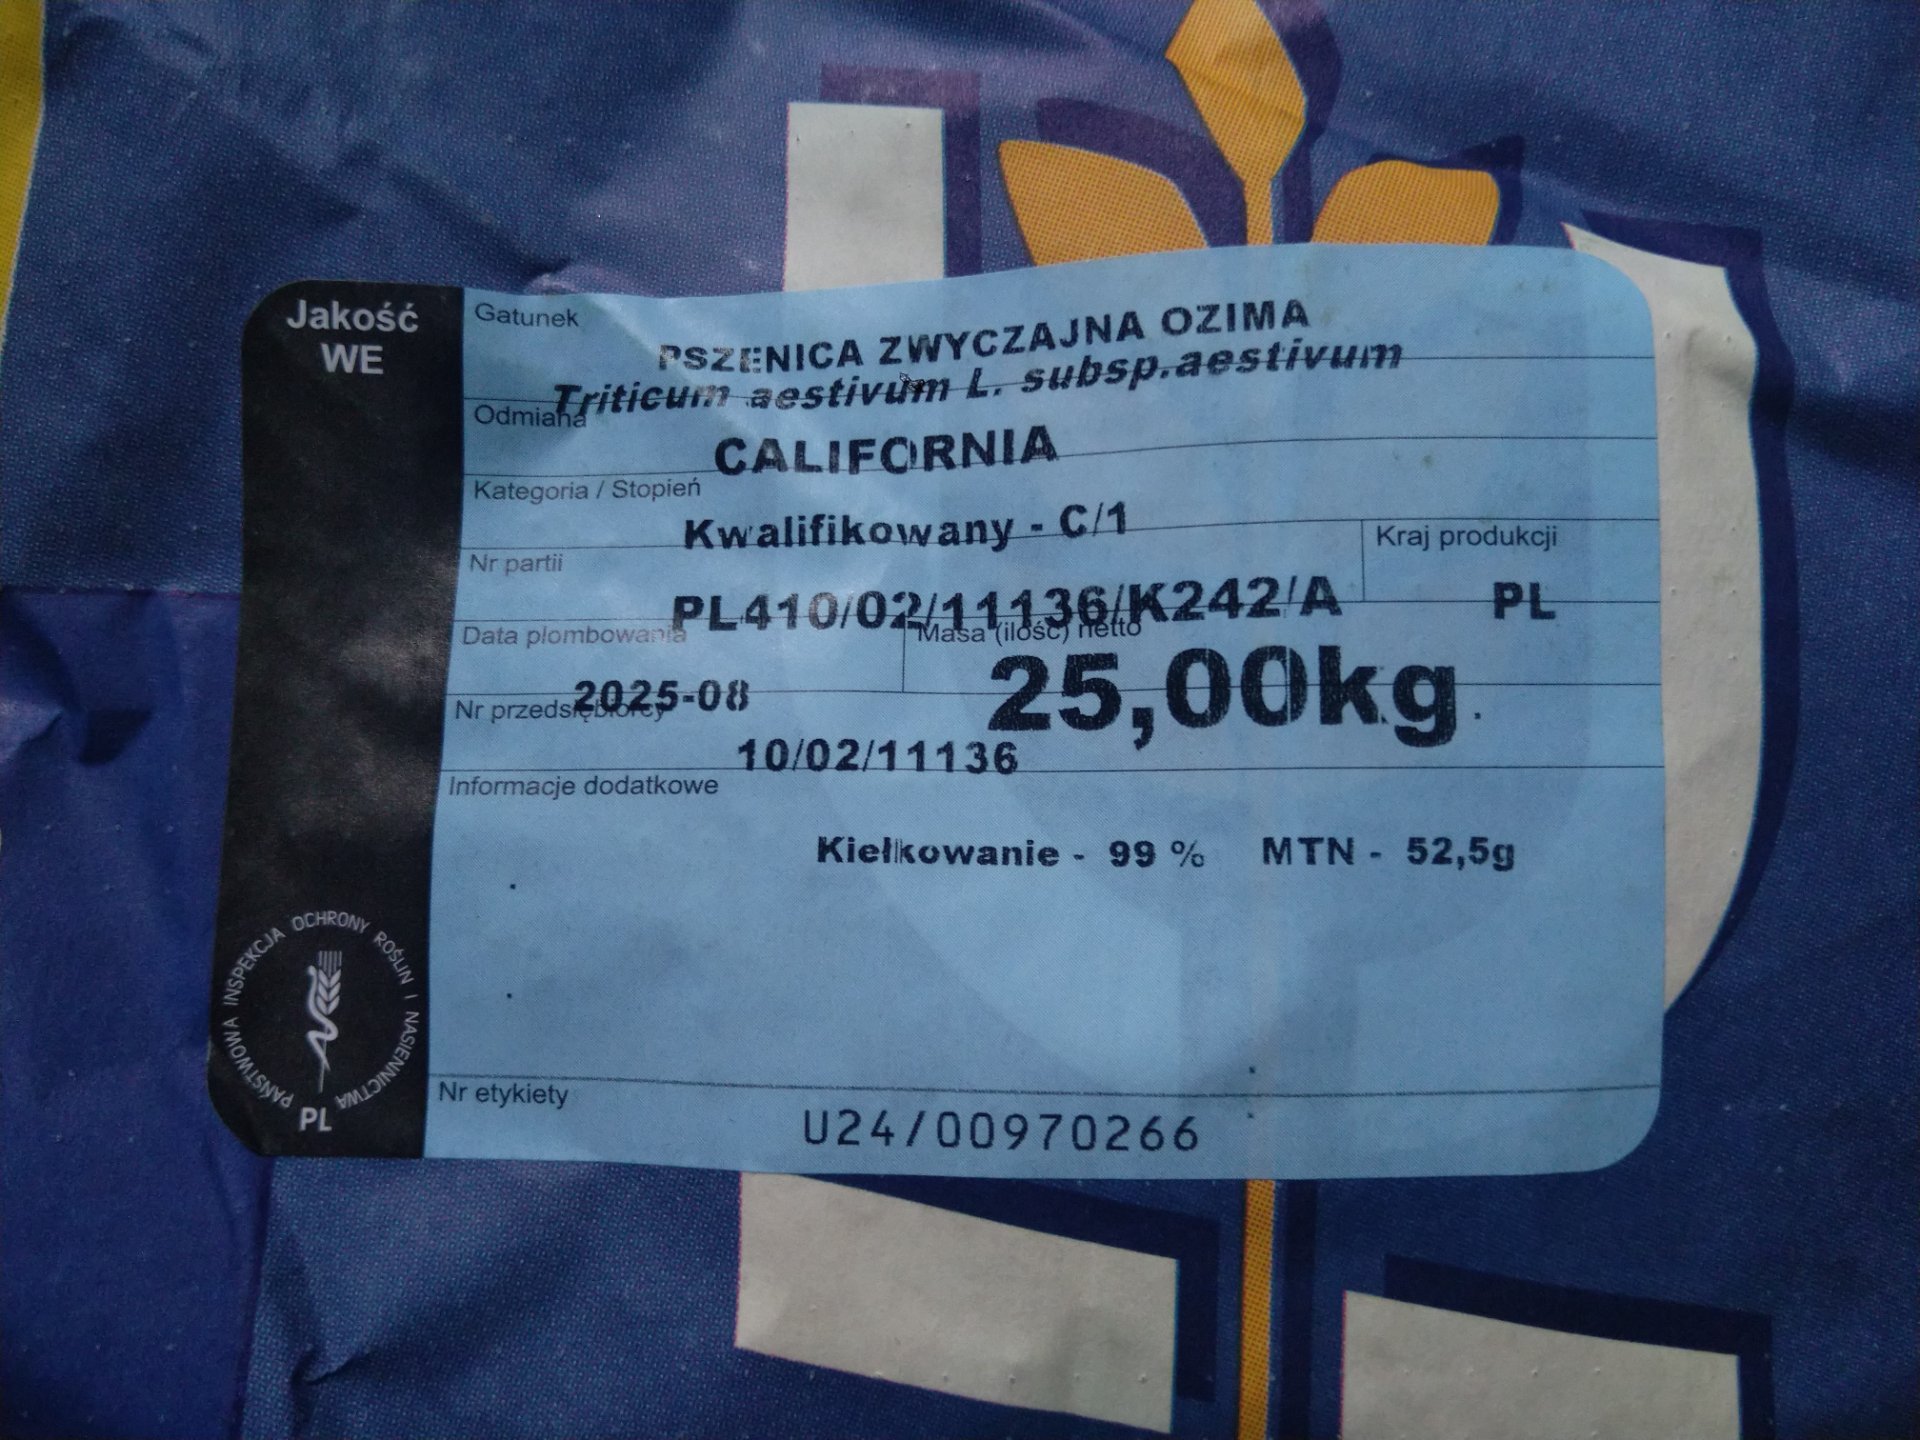 Jakość
WE
Gatunek
PSZENICA ZWYCZAJNA OZIMA
Triticum aestivum L. subsp.aestivum
Odmiana
CALIFORNIA
Kategoria / Stopień
Kwalifikowany - C/1
Nr partii
PL410/02/11136/K242/A
Kraj produkcji
PL
Data plombowania
2025-08
Masa (ilość) netto
25,00kg
Nr przedsiębiorcy
10/02/11136
Informacje dodatkowe
Kiełkowanie - 99 % MTN - 52,5g
PAŃSTWOWA INSPEKCJA OCHRONY ROŚLIN I NASIENNICTWA
PL
Nr etykiety
U24/00970266